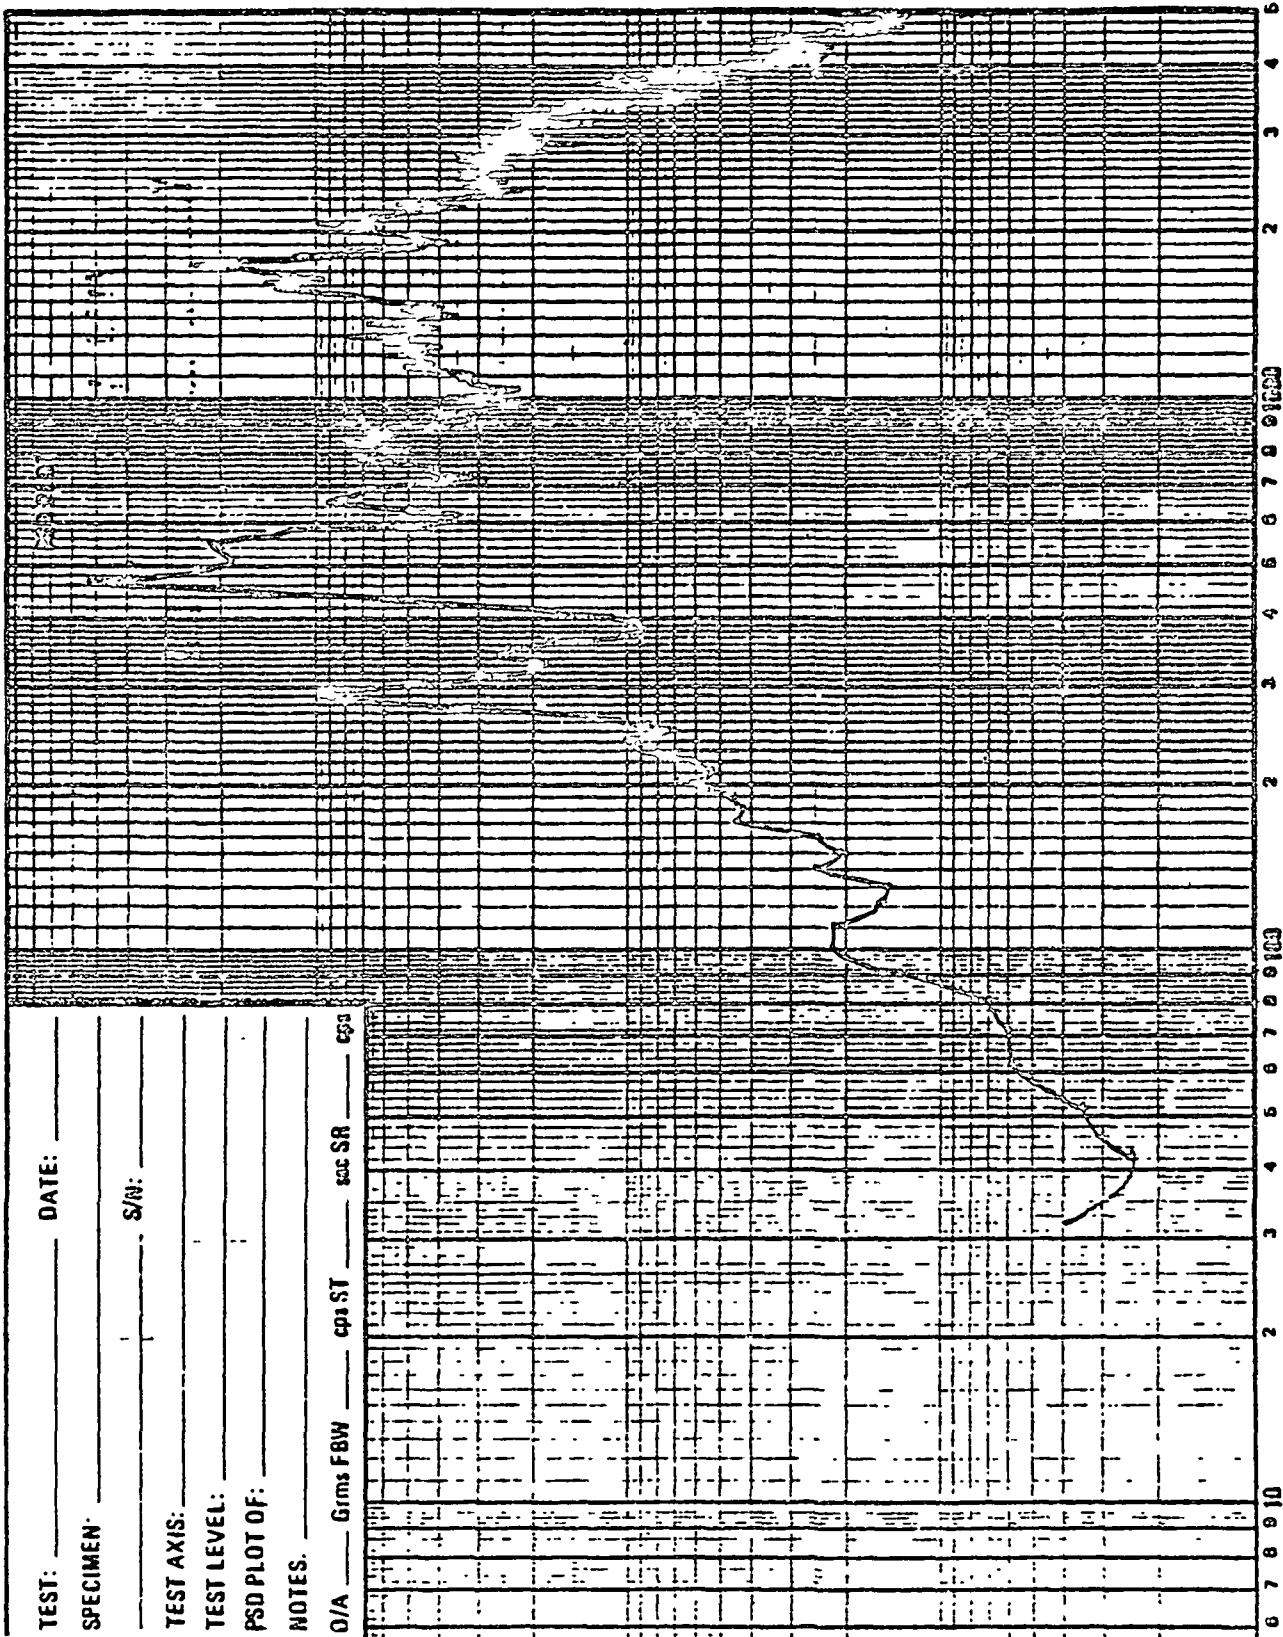 TEST: DATE:
SPECIMEN:
S/N:
TEST AXIS:
TEST LEVEL:
PSD PLOT OF:
NOTES.
O/A Grms FBW cps ST sec SR cps
6 7 8 9 10 2 3 4 5 6 7 8 9 100 2 3 4 5 6 7 8 9 1000 2 3 4 5